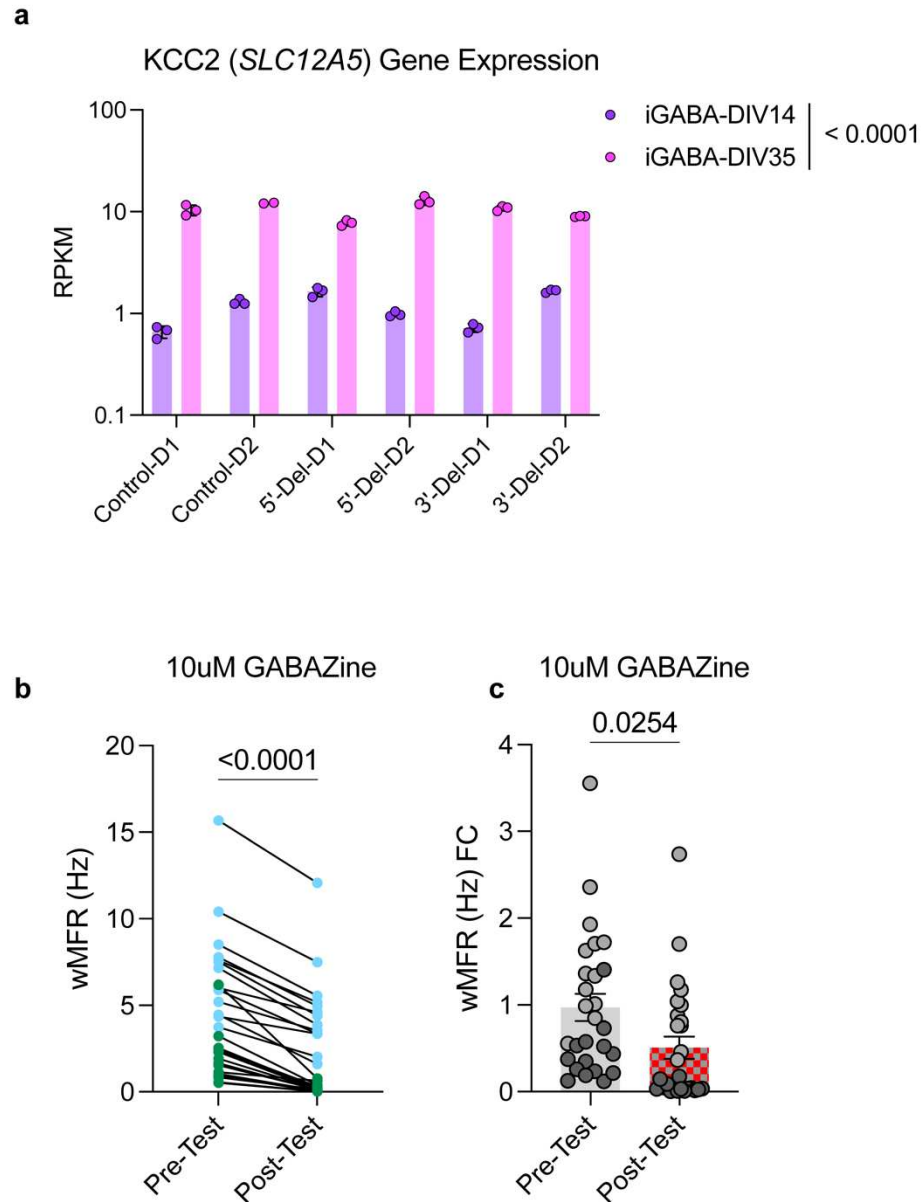 a
KCC2 (SLC12A5) Gene Expression
iGABA-DIV14
iGABA-DIV35
< 0.0001
RPKM
100
10
1
0.1
Control-D1
Control-D2
5'-Del-D1
5'-Del-D2
3'-Del-D1
3'-Del-D2
b
10uM GABAZine
<0.0001
wMFR (Hz)
20
15
10
5
0
Pre-Test
Post-Test
c
10uM GABAZine
0.0254
wMFR (Hz) FC
4
3
2
1
0
Pre-Test
Post-Test